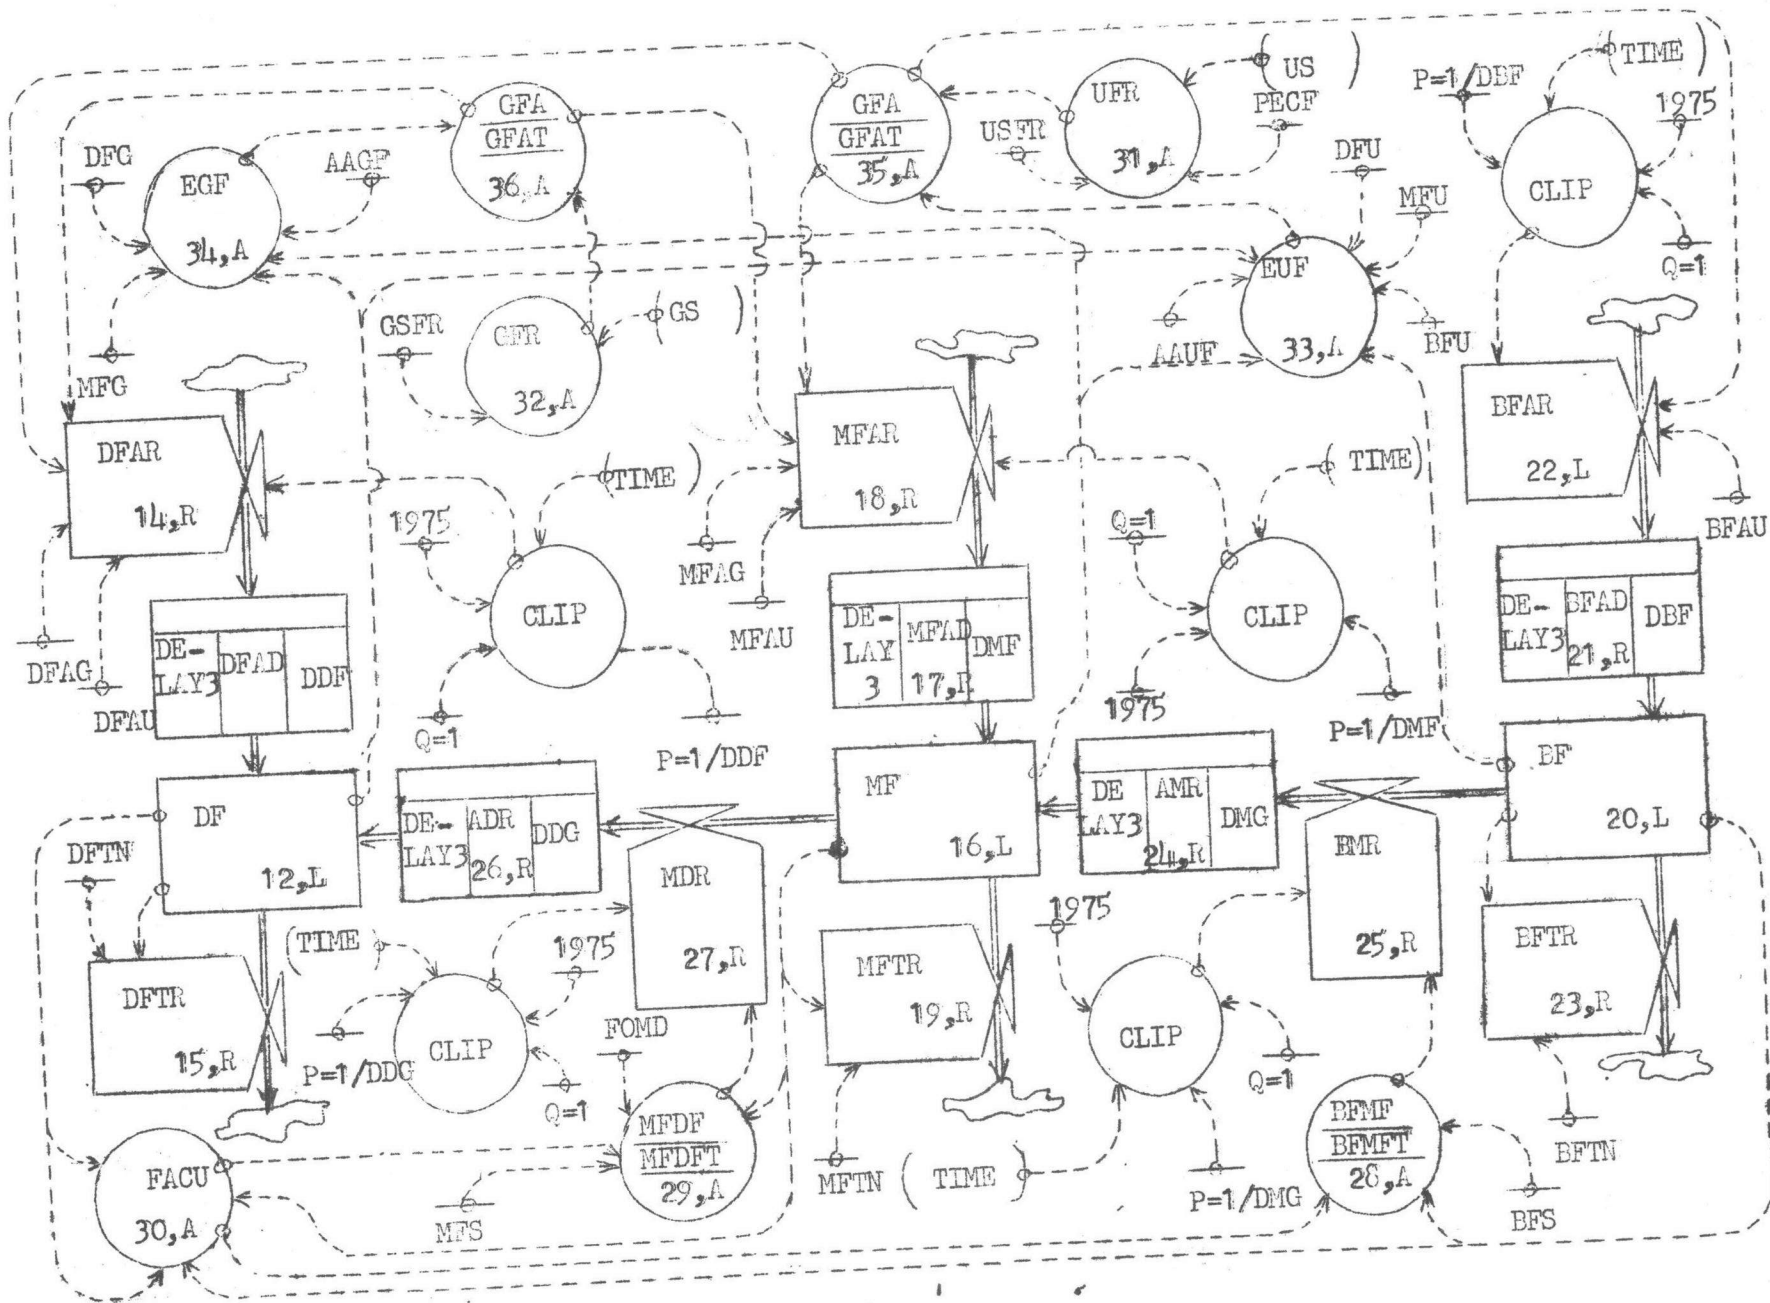 (US)
(TIME)
P=1/DBF
GFA
GFAT
36,A
GFA
GFAT
35,A
UFR
31,A
USFR
PECF
1975
DFG
EGF
34,A
AAGF
DFU
MFU
CLIP
Q=1
EUF
33,A
AAUF
BFU
GSFR
GFR
32,A
(GS)
MFG
DFAR
14,R
MFAR
18,R
BFAR
22,L
(TIME)
(TIME)
1975
Q=1
MFAG
MFAU
BFAU
DFAG
DFAU
DE-
LAY3
DFAD
DDF
CLIP
Q=1
P=1/DDF
DE-
LAY
3
MFAD
17,R
DMF
CLIP
1975
P=1/DMF
DE-
LAY3
BFAD
21,R
DBF
DF
12,L
DE-
LAY3
ADR
26,R
DDG
MDR
27,R
MF
16,L
DE
LAY3
AMR
24,R
DMG
BMR
25,R
BF
20,L
DFTN
DFTR
15,R
(TIME)
1975
P=1/DDG
CLIP
Q=1
FOMD
MFTR
19,R
1975
CLIP
Q=1
BFTR
23,R
MFDF
MFDFT
29,A
MFTN
(TIME)
P=1/DMG
BFMF
BFMFT
28,A
BFTN
BFS
FACU
30,A
MFS